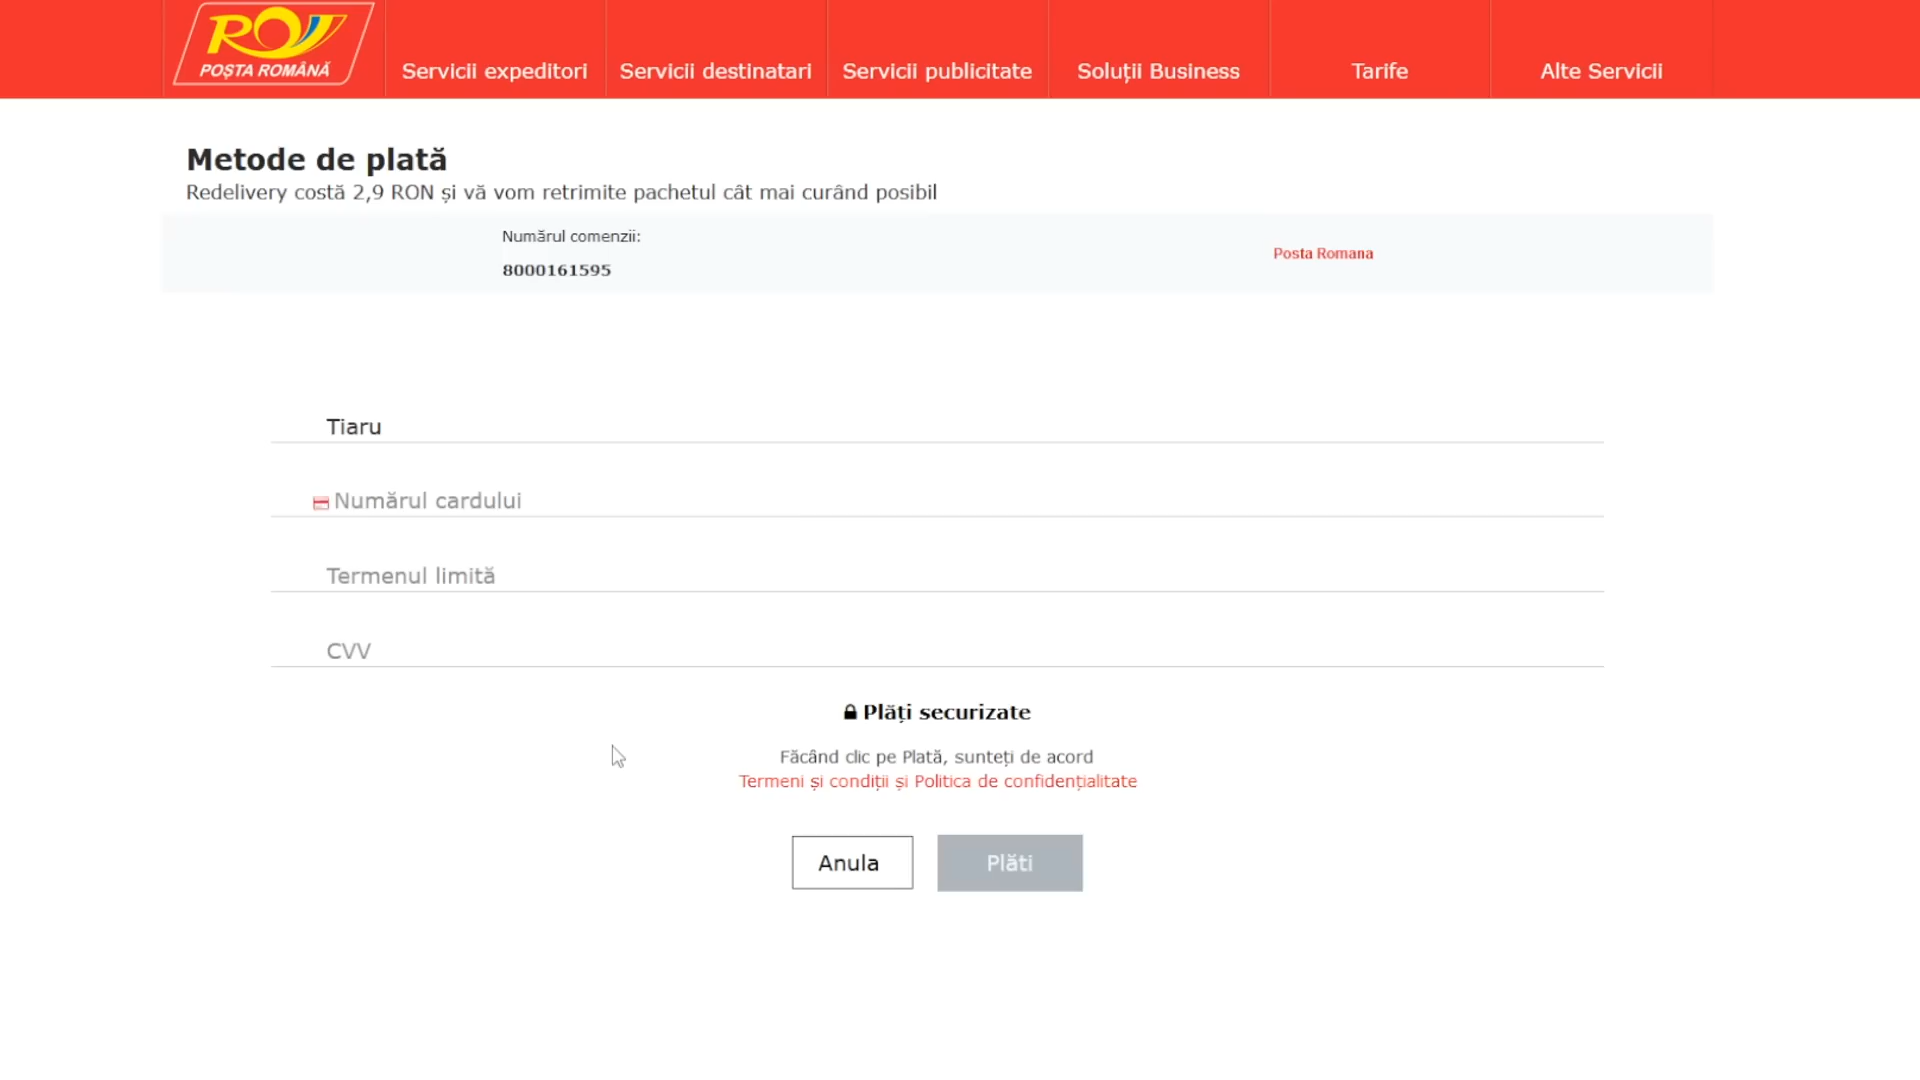 POȘTA ROMÂNĂ
Servicii expeditori
Servicii destinatari
Servicii publicitate
Soluții Business
Tarife
Alte Servicii
Metode de plată
Redelivery costă 2,9 RON și vă vom retrimite pachetul cât mai curând posibil
Numărul comenzii:
8000161595
Posta Romana
Tiaru
Numărul cardului
Termenul limită
CVV
Plăți securizate
Făcând clic pe Plată, sunteți de acord
Termeni și condiții și Politica de confidențialitate
Anula
Plăti